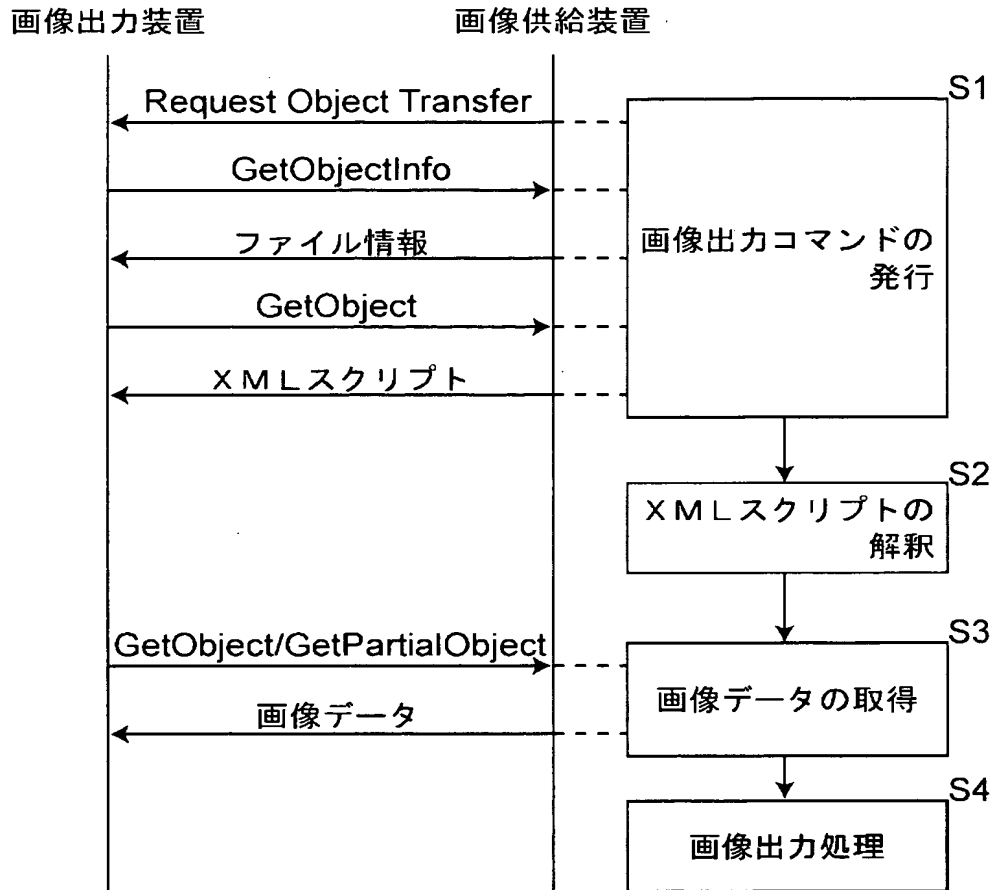 画像出力装置
画像供給装置
S1
Request Object Transfer
GetObjectInfo
ファイル情報
画像出力コマンドの
発行
GetObject
XMLスクリプト
S2
XMLスクリプトの
解釈
S3
GetObject/GetPartialObject
画像データの取得
画像データ
S4
画像出力処理